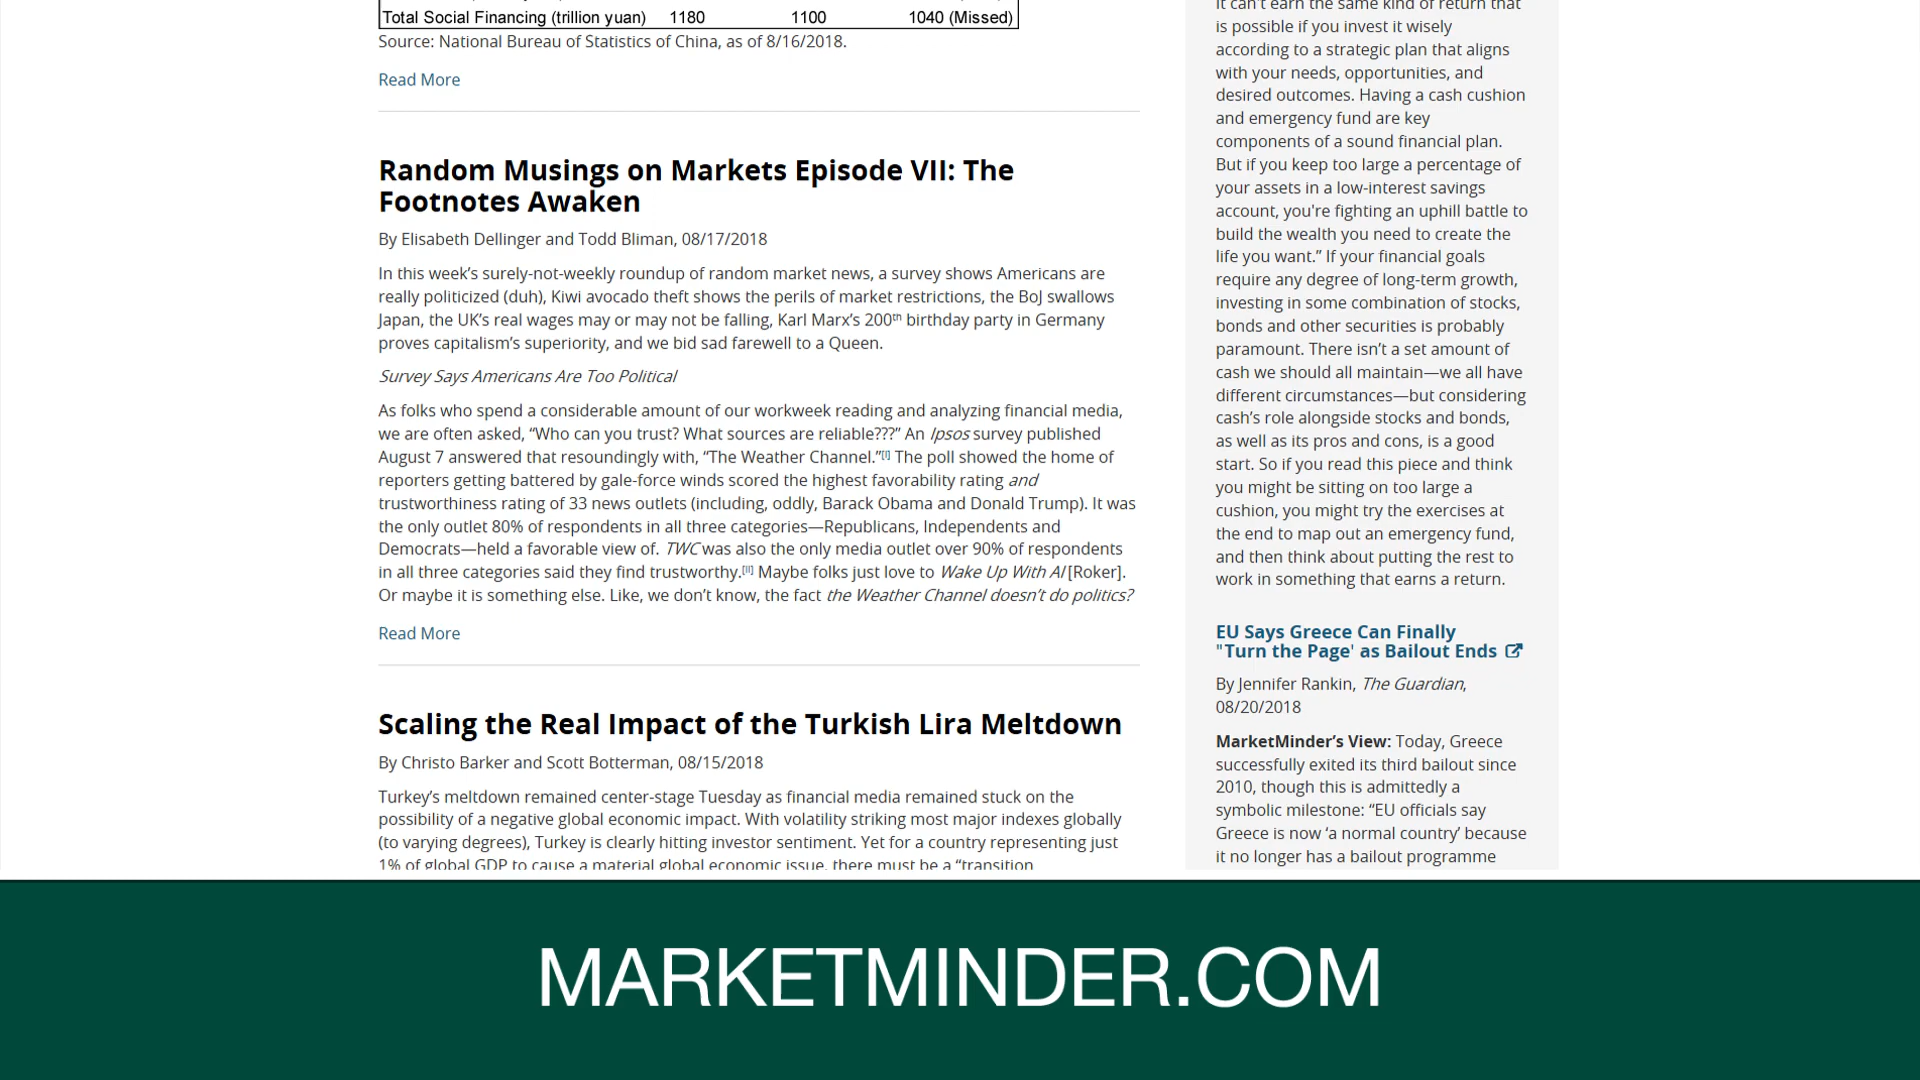 Total Social Financing (trillion yuan) 1180 1100 1040 (Missed)
Source: National Bureau of Statistics of China, as of 8/16/2018.
Read More
Random Musings on Markets Episode VII: The
Footnotes Awaken
By Elisabeth Dellinger and Todd Bliman, 08/17/2018
In this week’s surely-not-weekly roundup of random market news, a survey shows Americans are
really politicized (duh), Kiwi avocado theft shows the perils of market restrictions, the BoJ swallows
Japan, the UK’s real wages may or may not be falling, Karl Marx’s 200th birthday party in Germany
proves capitalism’s superiority, and we bid sad farewell to a Queen.
Survey Says Americans Are Too Political
As folks who spend a considerable amount of our workweek reading and analyzing financial media,
we are often asked, “Who can you trust? What sources are reliable???” An Ipsos survey published
August 7 answered that resoundingly with, “The Weather Channel.”[i] The poll showed the home of
reporters getting battered by gale-force winds scored the highest favorability rating and
trustworthiness rating of 33 news outlets (including, oddly, Barack Obama and Donald Trump). It was
the only outlet 80% of respondents in all three categories—Republicans, Independents and
Democrats—held a favorable view of. TWC was also the only media outlet over 90% of respondents
in all three categories said they find trustworthy.[ii] Maybe folks just love to Wake Up With Al [Roker].
Or maybe it is something else. Like, we don’t know, the fact the Weather Channel doesn’t do politics?
Read More
Scaling the Real Impact of the Turkish Lira Meltdown
By Christo Barker and Scott Botterman, 08/15/2018
Turkey’s meltdown remained center-stage Tuesday as financial media remained stuck on the
possibility of a negative global economic impact. With volatility striking most major indexes globally
(to varying degrees), Turkey is clearly hitting investor sentiment. Yet for a country representing just
1% of global GDP to cause a material global economic issue, there must be a “transition
It can't earn the same kind of return that
is possible if you invest it wisely
according to a strategic plan that aligns
with your needs, opportunities, and
desired outcomes. Having a cash cushion
and emergency fund are key
components of a sound financial plan.
But if you keep too large a percentage of
your assets in a low-interest savings
account, you're fighting an uphill battle to
build the wealth you need to create the
life you want.” If your financial goals
require any degree of long-term growth,
investing in some combination of stocks,
bonds and other securities is probably
paramount. There isn’t a set amount of
cash we should all maintain—we all have
different circumstances—but considering
cash’s role alongside stocks and bonds,
as well as its pros and cons, is a good
start. So if you read this piece and think
you might be sitting on too large a
cushion, you might try the exercises at
the end to map out an emergency fund,
and then think about putting the rest to
work in something that earns a return.
EU Says Greece Can Finally
"Turn the Page' as Bailout Ends
By Jennifer Rankin, The Guardian,
08/20/2018
MarketMinder’s View: Today, Greece
successfully exited its third bailout since
2010, though this is admittedly a
symbolic milestone: “EU officials say
Greece is now ‘a normal country’ because
it no longer has a bailout programme
MARKETMINDER.COM